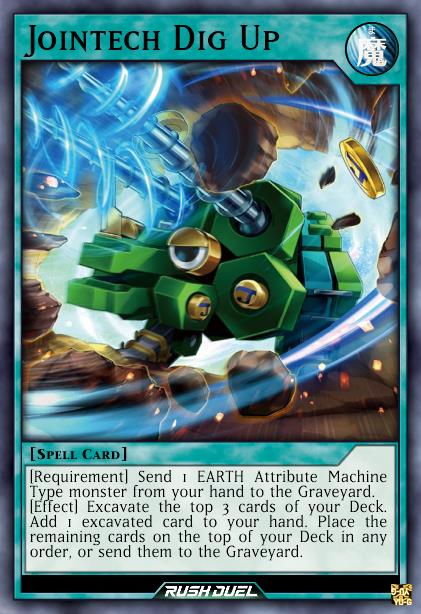 Jointech Dig Up
ま
魔
[Spell Card]
[Requirement] Send 1 EARTH Attribute Machine
Type monster from your hand to the Graveyard.
[Effect] Excavate the top 3 cards of your Deck.
Add 1 excavated card to your hand. Place the
remaining cards on the top of your Deck in any
order, or send them to the Graveyard.
RUSH DUEL